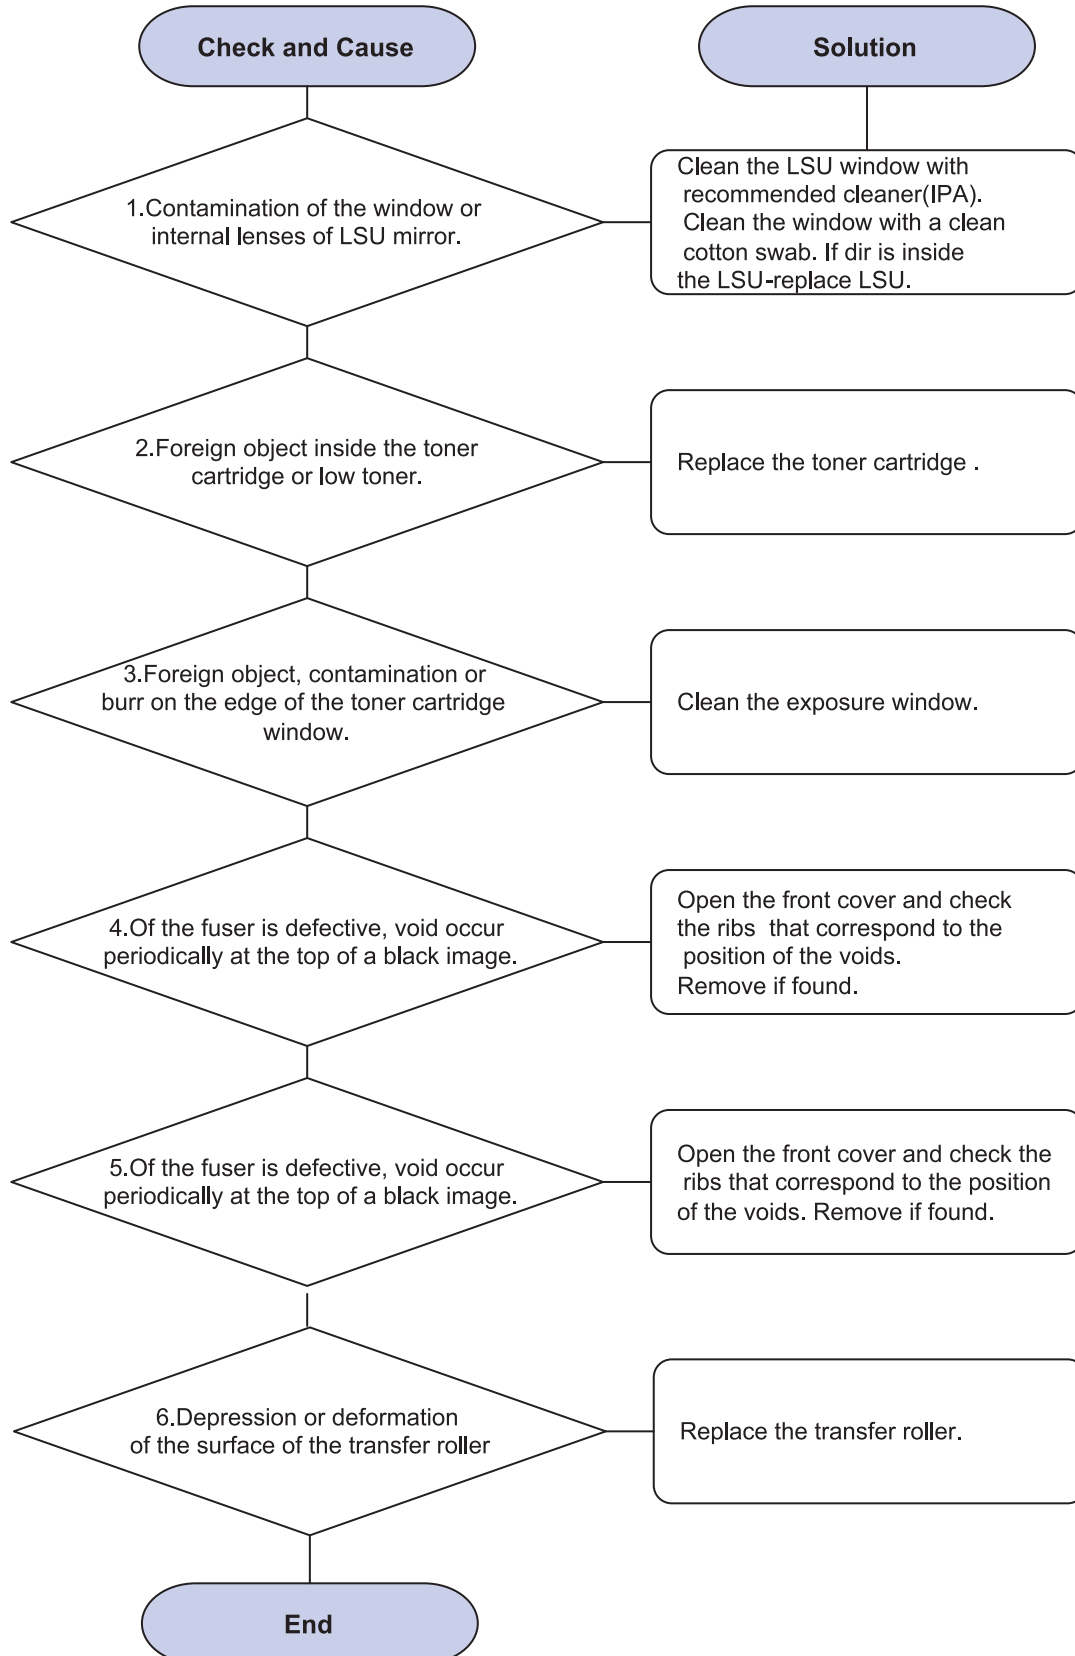 Check and Cause
Solution
1.Contamination of the window or
internal lenses of LSU mirror.
Clean the LSU window with
recommended cleaner(IPA).
Clean the window with a clean
cotton swab. If dir is inside
the LSU-replace LSU.
2.Foreign object inside the toner
cartridge or low toner.
Replace the toner cartridge .
3.Foreign object, contamination or
burr on the edge of the toner cartridge
window.
Clean the exposure window.
4.Of the fuser is defective, void occur
periodically at the top of a black image.
Open the front cover and check
the ribs that correspond to the
position of the voids.
Remove if found.
5.Of the fuser is defective, void occur
periodically at the top of a black image.
Open the front cover and check the
ribs that correspond to the position
of the voids. Remove if found.
6.Depression or deformation
of the surface of the transfer roller
Replace the transfer roller.
End